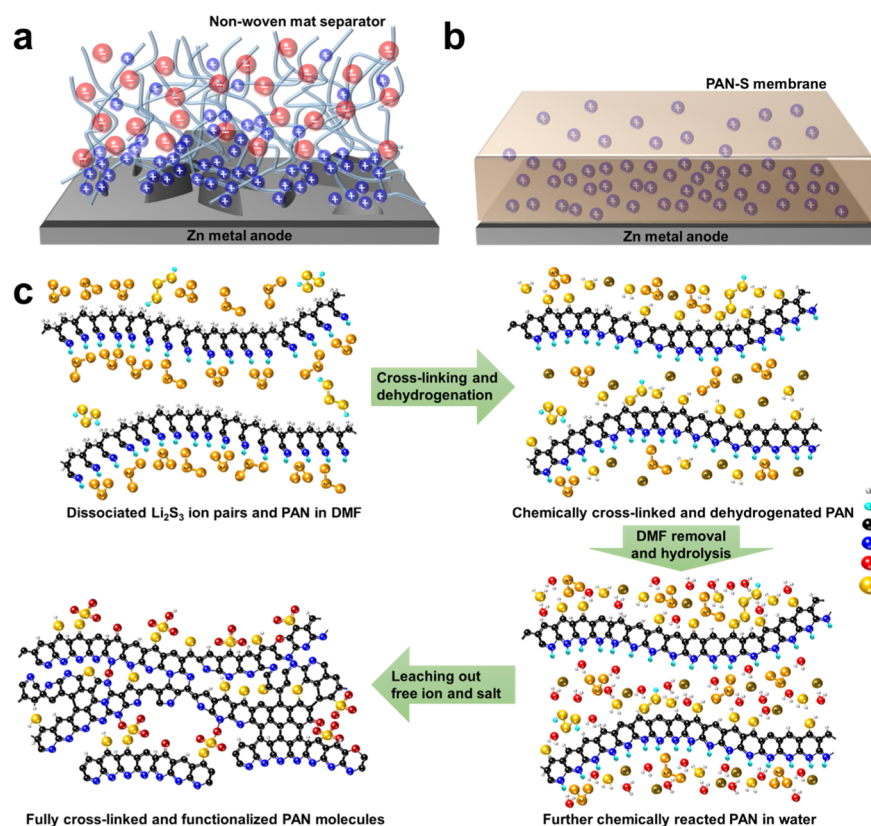 a
Non-woven mat separator
Zn metal anode
b
PAN-S membrane
Zn metal anode
c
Cross-linking and
dehydrogenation
Dissociated Li₂S₃ ion pairs and PAN in DMF
Chemically cross-linked and dehydrogenated PAN
DMF removal
and hydrolysis
Leaching out
free ion and salt
Fully cross-linked and functionalized PAN molecules
Further chemically reacted PAN in water